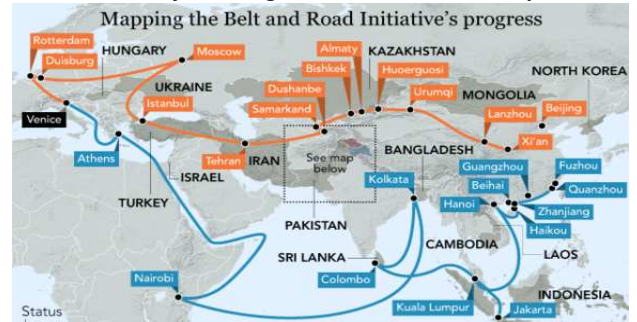 Mapping the Belt and Road Initiative's progress
Rotterdam
Duisburg
HUNGARY
Moscow
Almaty
Bishkek
KAZAKHSTAN
Huoerguosi
NORTH KOREA
UKRAINE
Dushanbe
Urumqi
MONGOLIA
Istanbul
Samarkand
Lanzhou
Beijing
Venice
Xi'an
Athens
Tehran
IRAN
See map
below
BANGLADESH
Guangzhou
Fuzhou
ISRAEL
Kolkata
Beihai
Quanzhou
TURKEY
Hanoi
Zhanjiang
PAKISTAN
Haikou
SRI LANKA
CAMBODIA
LAOS
Nairobi
Colombo
Kuala Lumpur
INDONESIA
Jakarta
Status